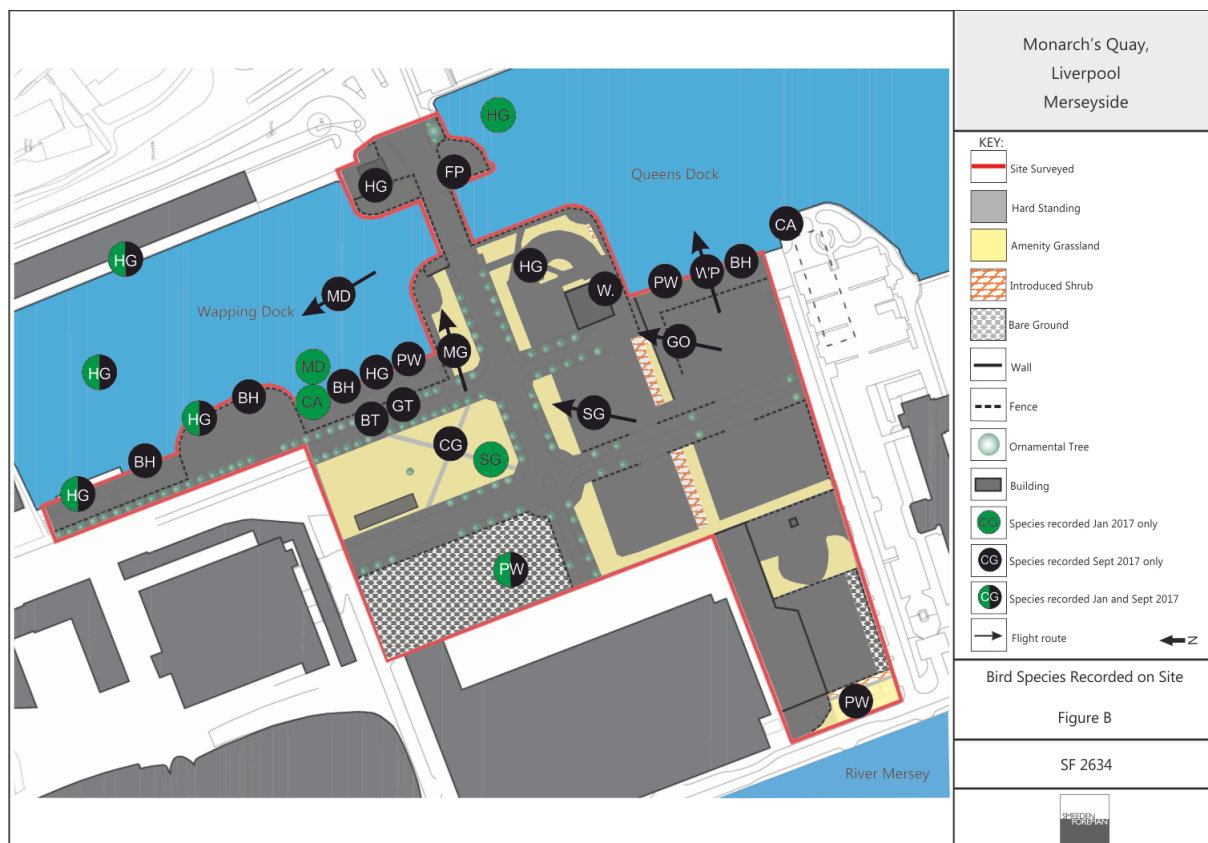 Monarch's Quay,
Liverpool
Merseyside
KEY:
Site Surveyed
Hard Standing
Amenity Grassland
Introduced Shrub
Bare Ground
Wall
Fence
Ornamental Tree
Building
CG Species recorded Jan 2017 only
CG Species recorded Sept 2017 only
CG Species recorded Jan and Sept 2017
Flight route
N
Bird Species Recorded on Site
Figure B
SF 2634
SMEEDEN
FOREMAN
HG
Queens Dock
FP
HG
CA
HG
HG
W.
PW
WP
BH
MD
Wapping Dock
GO
MG
HG
MD
CA
BH
HG
PW
HG
BH
BT
GT
SG
CG
SG
BH
HG
PW
PW
River Mersey